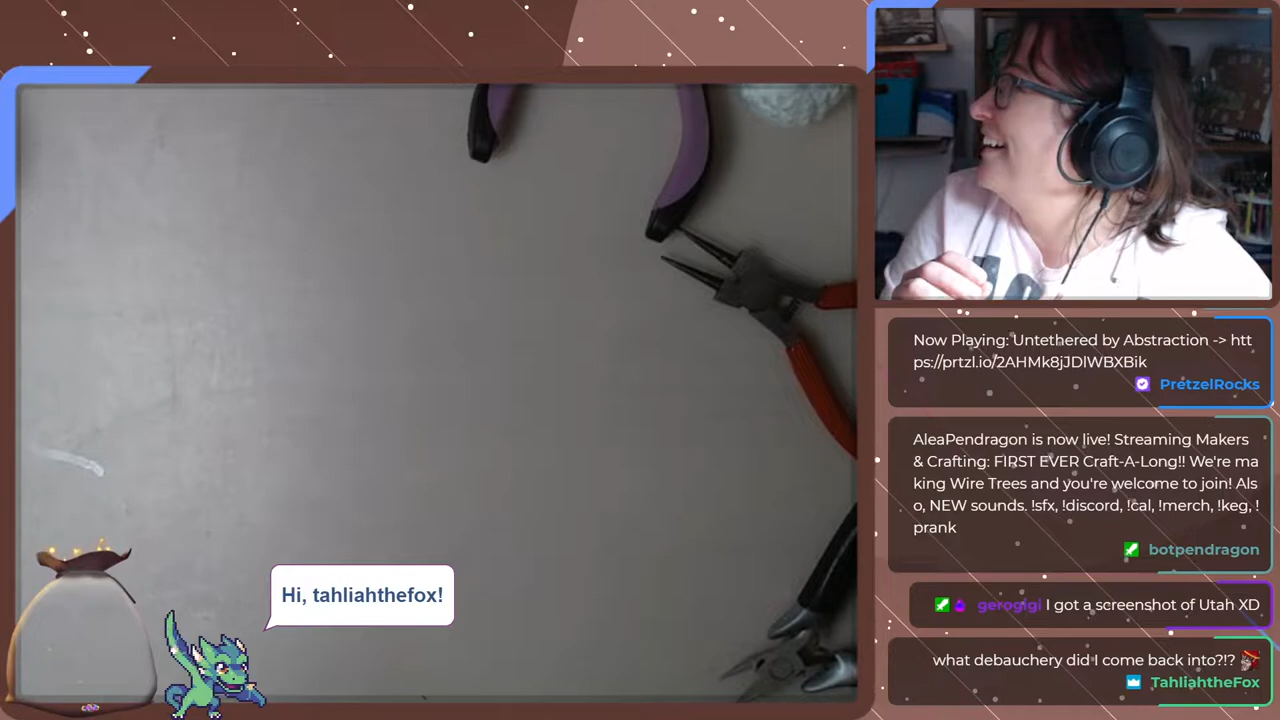 Now Playing: Untethered by Abstraction -> htt
ps://prtzl.io/2AHMk8jJDlWBXBik
PretzelRocks
AleaPendragon is now live! Streaming Makers
& Crafting: FIRST EVER Craft-A-Long!! We're ma
king Wire Trees and you're welcome to join! Als
o, NEW sounds. !sfx, !discord, !cal, !merch, !keg, !
prank
botpendragon
gerogigi I got a screenshot of Utah XD
what debauchery did I come back into?!?
TahliahtheFox
Hi, tahliahthefox!